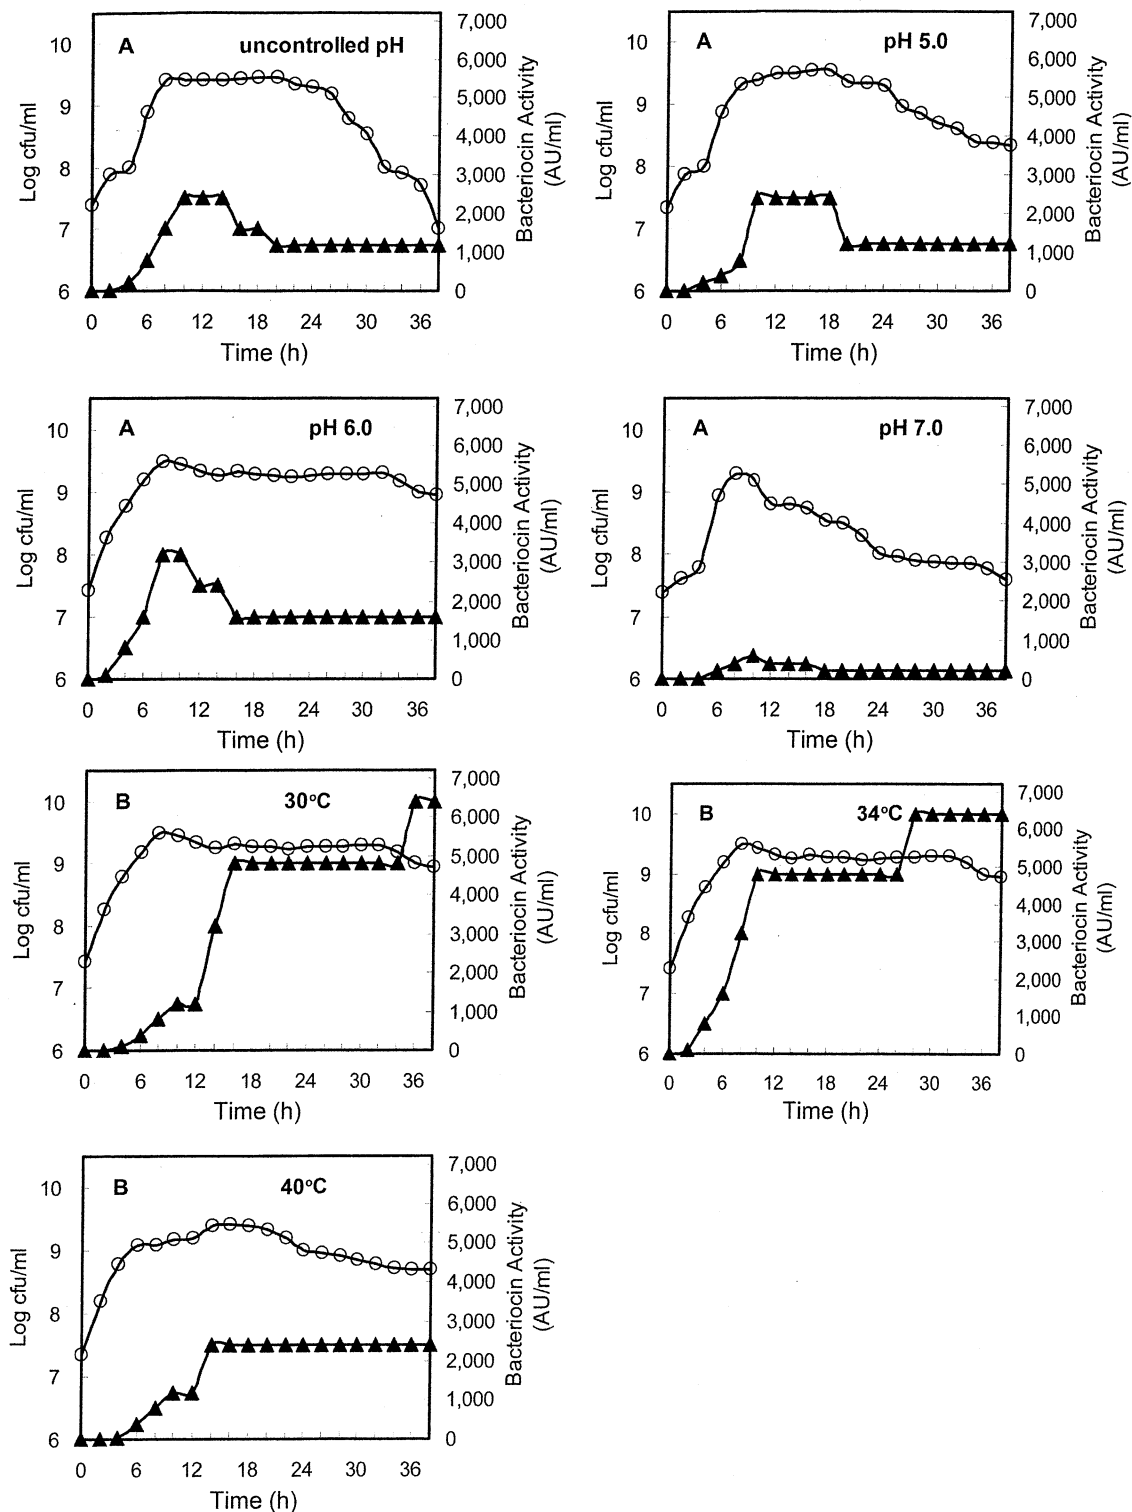 A uncontrolled pH
10
9
8
7
6
Log cfu/ml
7,000
6,000
5,000
4,000
3,000
2,000
1,000
0
Bacteriocin Activity
(AU/ml)
0 6 12 18 24 30 36
Time (h)
A pH 5.0
10
9
8
7
6
Log cfu/ml
7,000
6,000
5,000
4,000
3,000
2,000
1,000
0
Bacteriocin Activity
(AU/ml)
0 6 12 18 24 30 36
Time (h)
A pH 6.0
10
9
8
7
6
Log cfu/ml
7,000
6,000
5,000
4,000
3,000
2,000
1,000
0
Bacteriocin Activity
(AU/ml)
0 6 12 18 24 30 36
Time (h)
A pH 7.0
10
9
8
7
6
Log cfu/ml
7,000
6,000
5,000
4,000
3,000
2,000
1,000
0
Bacteriocin Activity
(AU/ml)
0 6 12 18 24 30 36
Time (h)
B 30°C
10
9
8
7
6
Log cfu/ml
7,000
6,000
5,000
4,000
3,000
2,000
1,000
0
Bacteriocin Activity
(AU/ml)
0 6 12 18 24 30 36
Time (h)
B 34°C
10
9
8
7
6
Log cfu/ml
7,000
6,000
5,000
4,000
3,000
2,000
1,000
0
Bacteriocin Activity
(AU/ml)
0 6 12 18 24 30 36
Time (h)
B 40°C
10
9
8
7
6
Log cfu/ml
7,000
6,000
5,000
4,000
3,000
2,000
1,000
0
Bacteriocin Activity
(AU/ml)
0 6 12 18 24 30 36
Time (h)